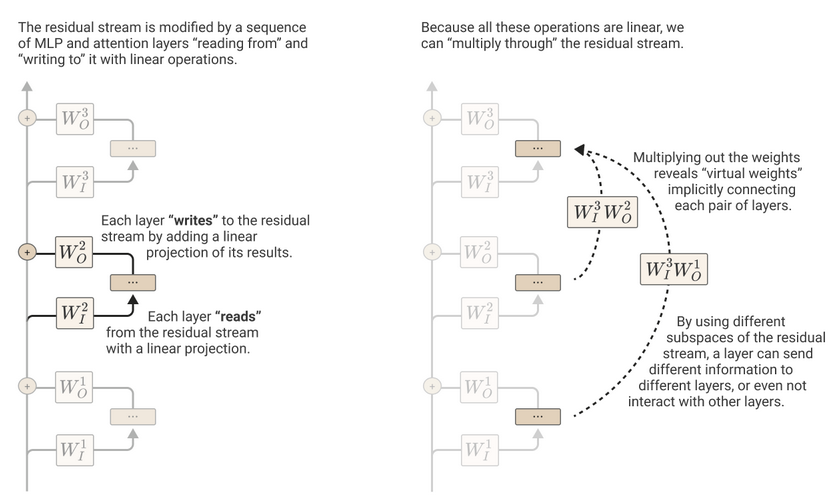 The residual stream is modified by a sequence
of MLP and attention layers “reading from” and
“writing to” it with linear operations.
+
W_O^3
...
W_I^3
Each layer “writes” to the residual
stream by adding a linear
projection of its results.
+
W_O^2
...
W_I^2
Each layer “reads”
from the residual stream
with a linear projection.
+
W_O^1
...
W_I^1
Because all these operations are linear, we
can “multiply through” the residual stream.
+
W_O^3
...
W_I^3
Multiplying out the weights
reveals “virtual weights”
implicitly connecting
each pair of layers.
W_I^3 W_O^2
+
W_O^2
...
W_I^2
W_I^3 W_O^1
By using different
subspaces of the residual
stream, a layer can send
different information to
different layers, or even not
interact with other layers.
+
W_O^1
...
W_I^1